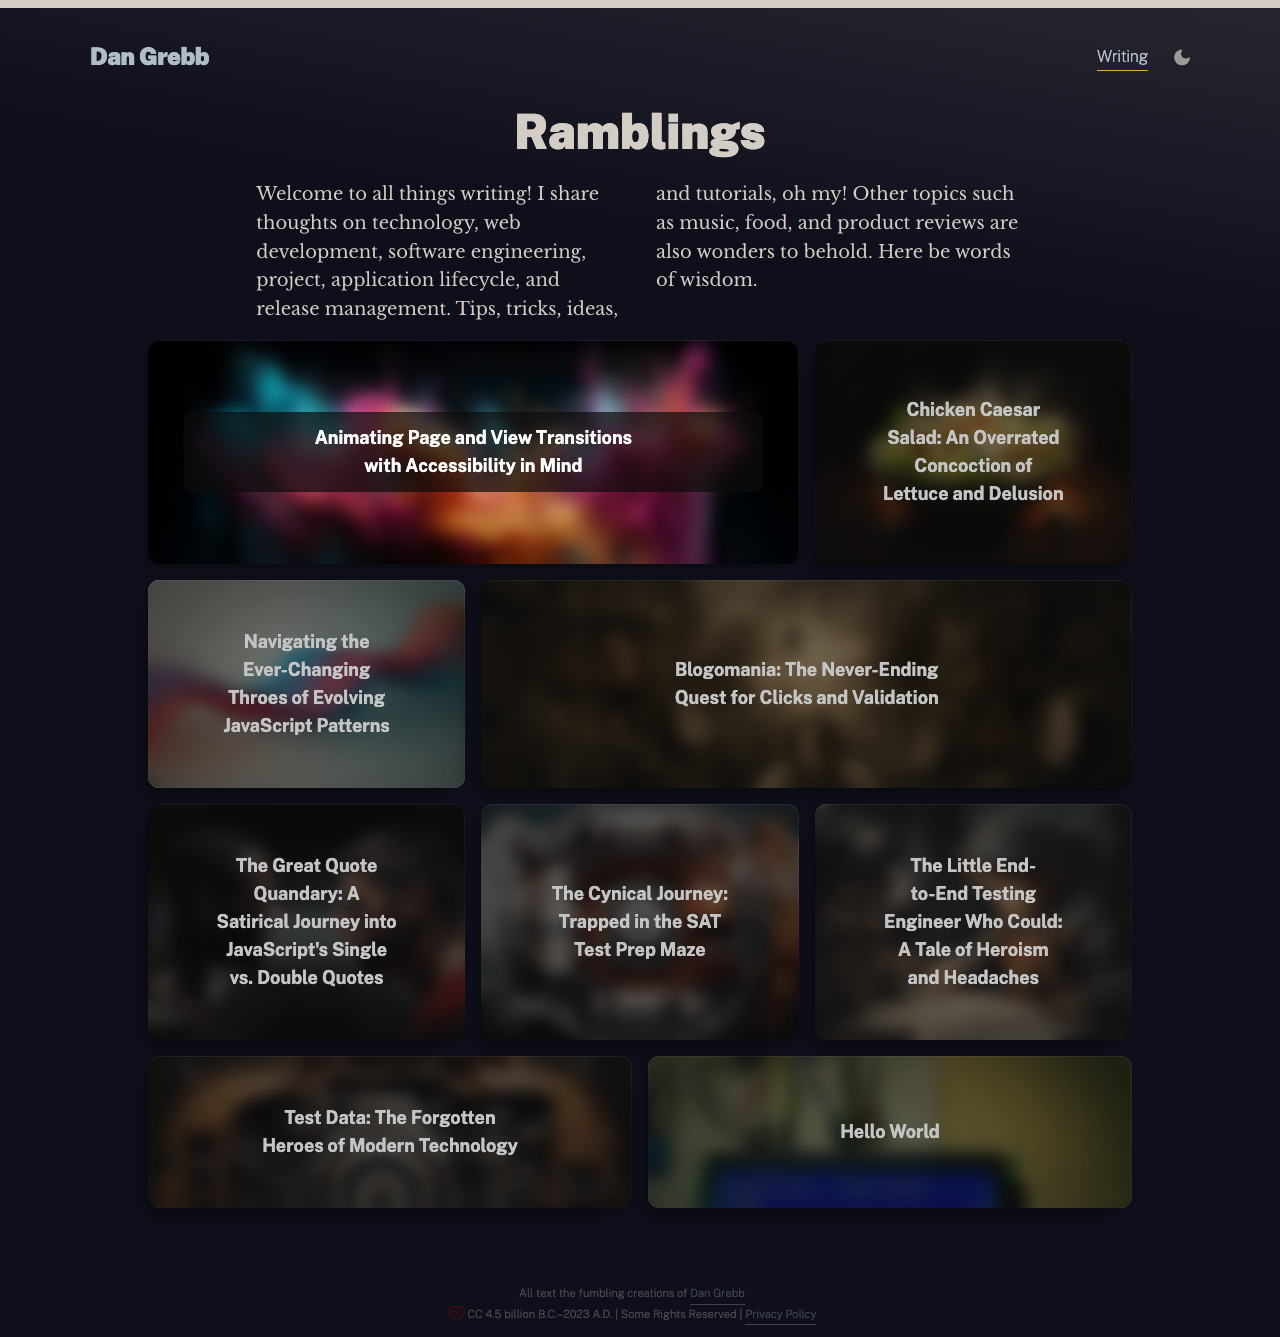 Dan Grebb
Writing
Ramblings
Welcome to all things writing! I share
thoughts on technology, web
development, software engineering,
project, application lifecycle, and
release management. Tips, tricks, ideas,
and tutorials, oh my! Other topics such
as music, food, and product reviews are
also wonders to behold. Here be words
of wisdom.
Animating Page and View Transitions
with Accessibility in Mind
Chicken Caesar
Salad: An Overrated
Concoction of
Lettuce and Delusion
Navigating the
Ever-Changing
Throes of Evolving
JavaScript Patterns
Blogomania: The Never-Ending
Quest for Clicks and Validation
The Great Quote
Quandary: A
Satirical Journey into
JavaScript's Single
vs. Double Quotes
The Cynical Journey:
Trapped in the SAT
Test Prep Maze
The Little End-
to-End Testing
Engineer Who Could:
A Tale of Heroism
and Headaches
Test Data: The Forgotten
Heroes of Modern Technology
Hello World
All text the fumbling creations of Dan Grebb
CC 4.5 billion B.C.–2023 A.D. | Some Rights Reserved | Privacy Policy